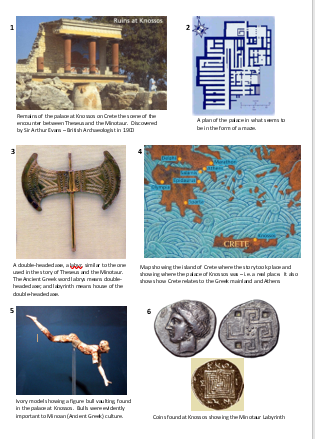 Ruins at Knossos
1
2
Remains of the palace at Knossos on Crete the scene of the
encounter between Theseus and the Minotaur. Discovered
by Sir Arthur Evans – British Archaeologist in 1900
A plan of the palace in what seems to
be in the form of a maze.
3
4
CRETE
A double-headed axe, a labyr, similar to the one
used in the story of Theseus and the Minotaur.
The Ancient Greek word labrys means double-
headed axe; and labyrinth means house of the
double headed axe.
Map showing the island of Crete where the story took place and
showing where the palace of Knossos was – i.e. a real place. It also
shows how Crete relates to the Greek mainland and Athens
5
6
Ivory model showing a figure bull vaulting, found
in the palace at Knossos. Bulls were evidently
important to Minoan (Ancient Greek) culture.
Coins found at Knossos showing the Minotaur Labyrinth